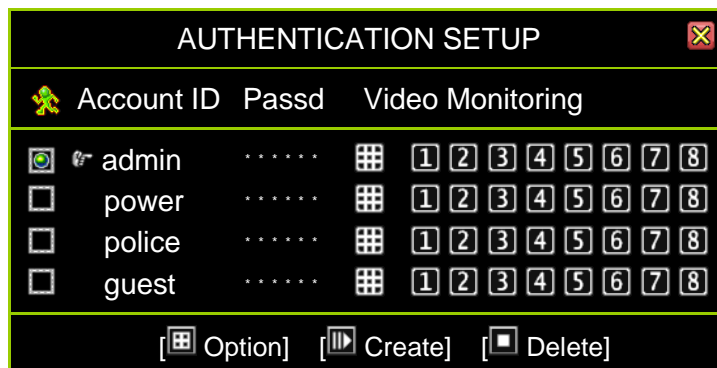 AUTHENTICATION SETUP
Account ID Passd Video Monitoring
admin ...... 1 2 3 4 5 6 7 8
power ...... 1 2 3 4 5 6 7 8
police ...... 1 2 3 4 5 6 7 8
guest ...... 1 2 3 4 5 6 7 8
[ Option] [ Create] [ Delete]